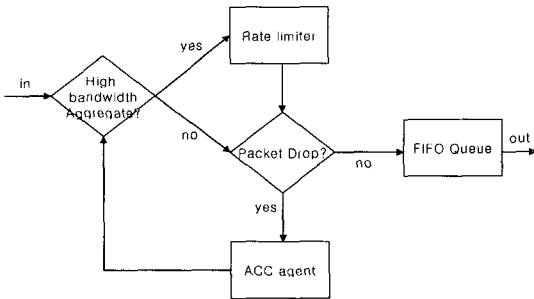 Rate limiter
yes
in
High
bandwidth
Aggregate?
no
Packet Drop?
no
FIFO Queue
out
yes
ACC agent